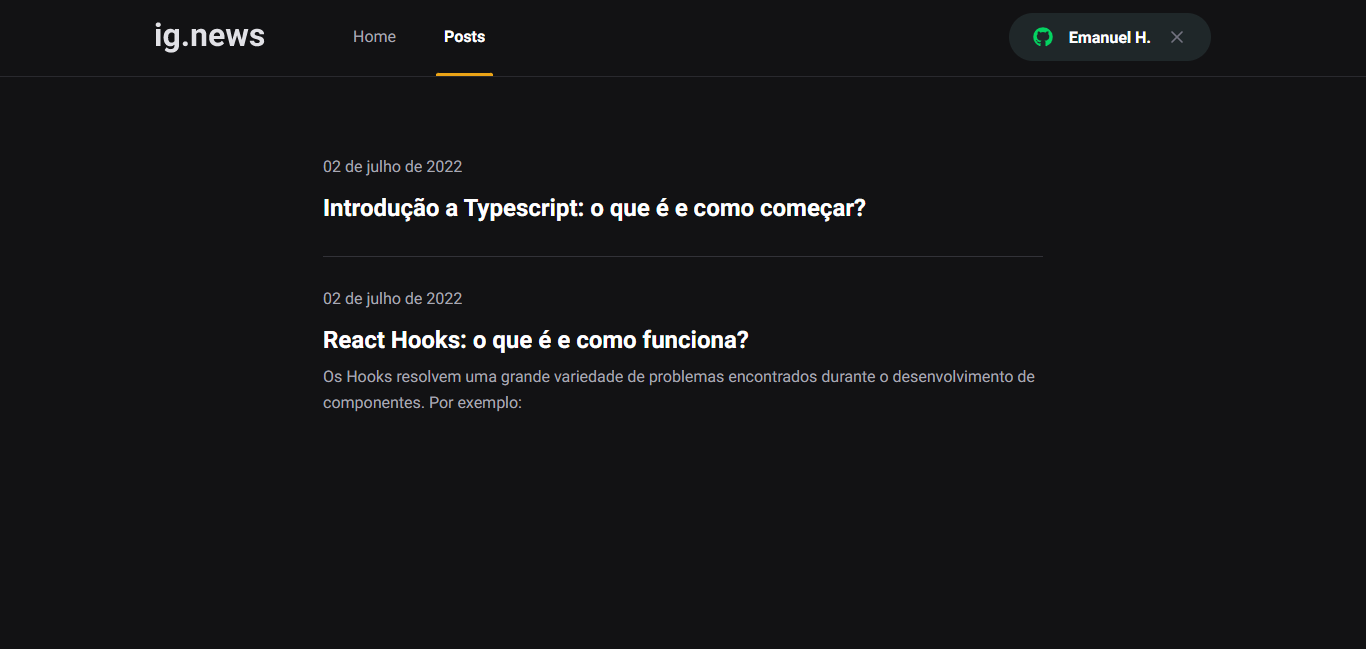 ig.news
Home
Posts
Emanuel H.
02 de julho de 2022
Introdução a Typescript: o que é e como começar?
02 de julho de 2022
React Hooks: o que é e como funciona?
Os Hooks resolvem uma grande variedade de problemas encontrados durante o desenvolvimento de
componentes. Por exemplo: